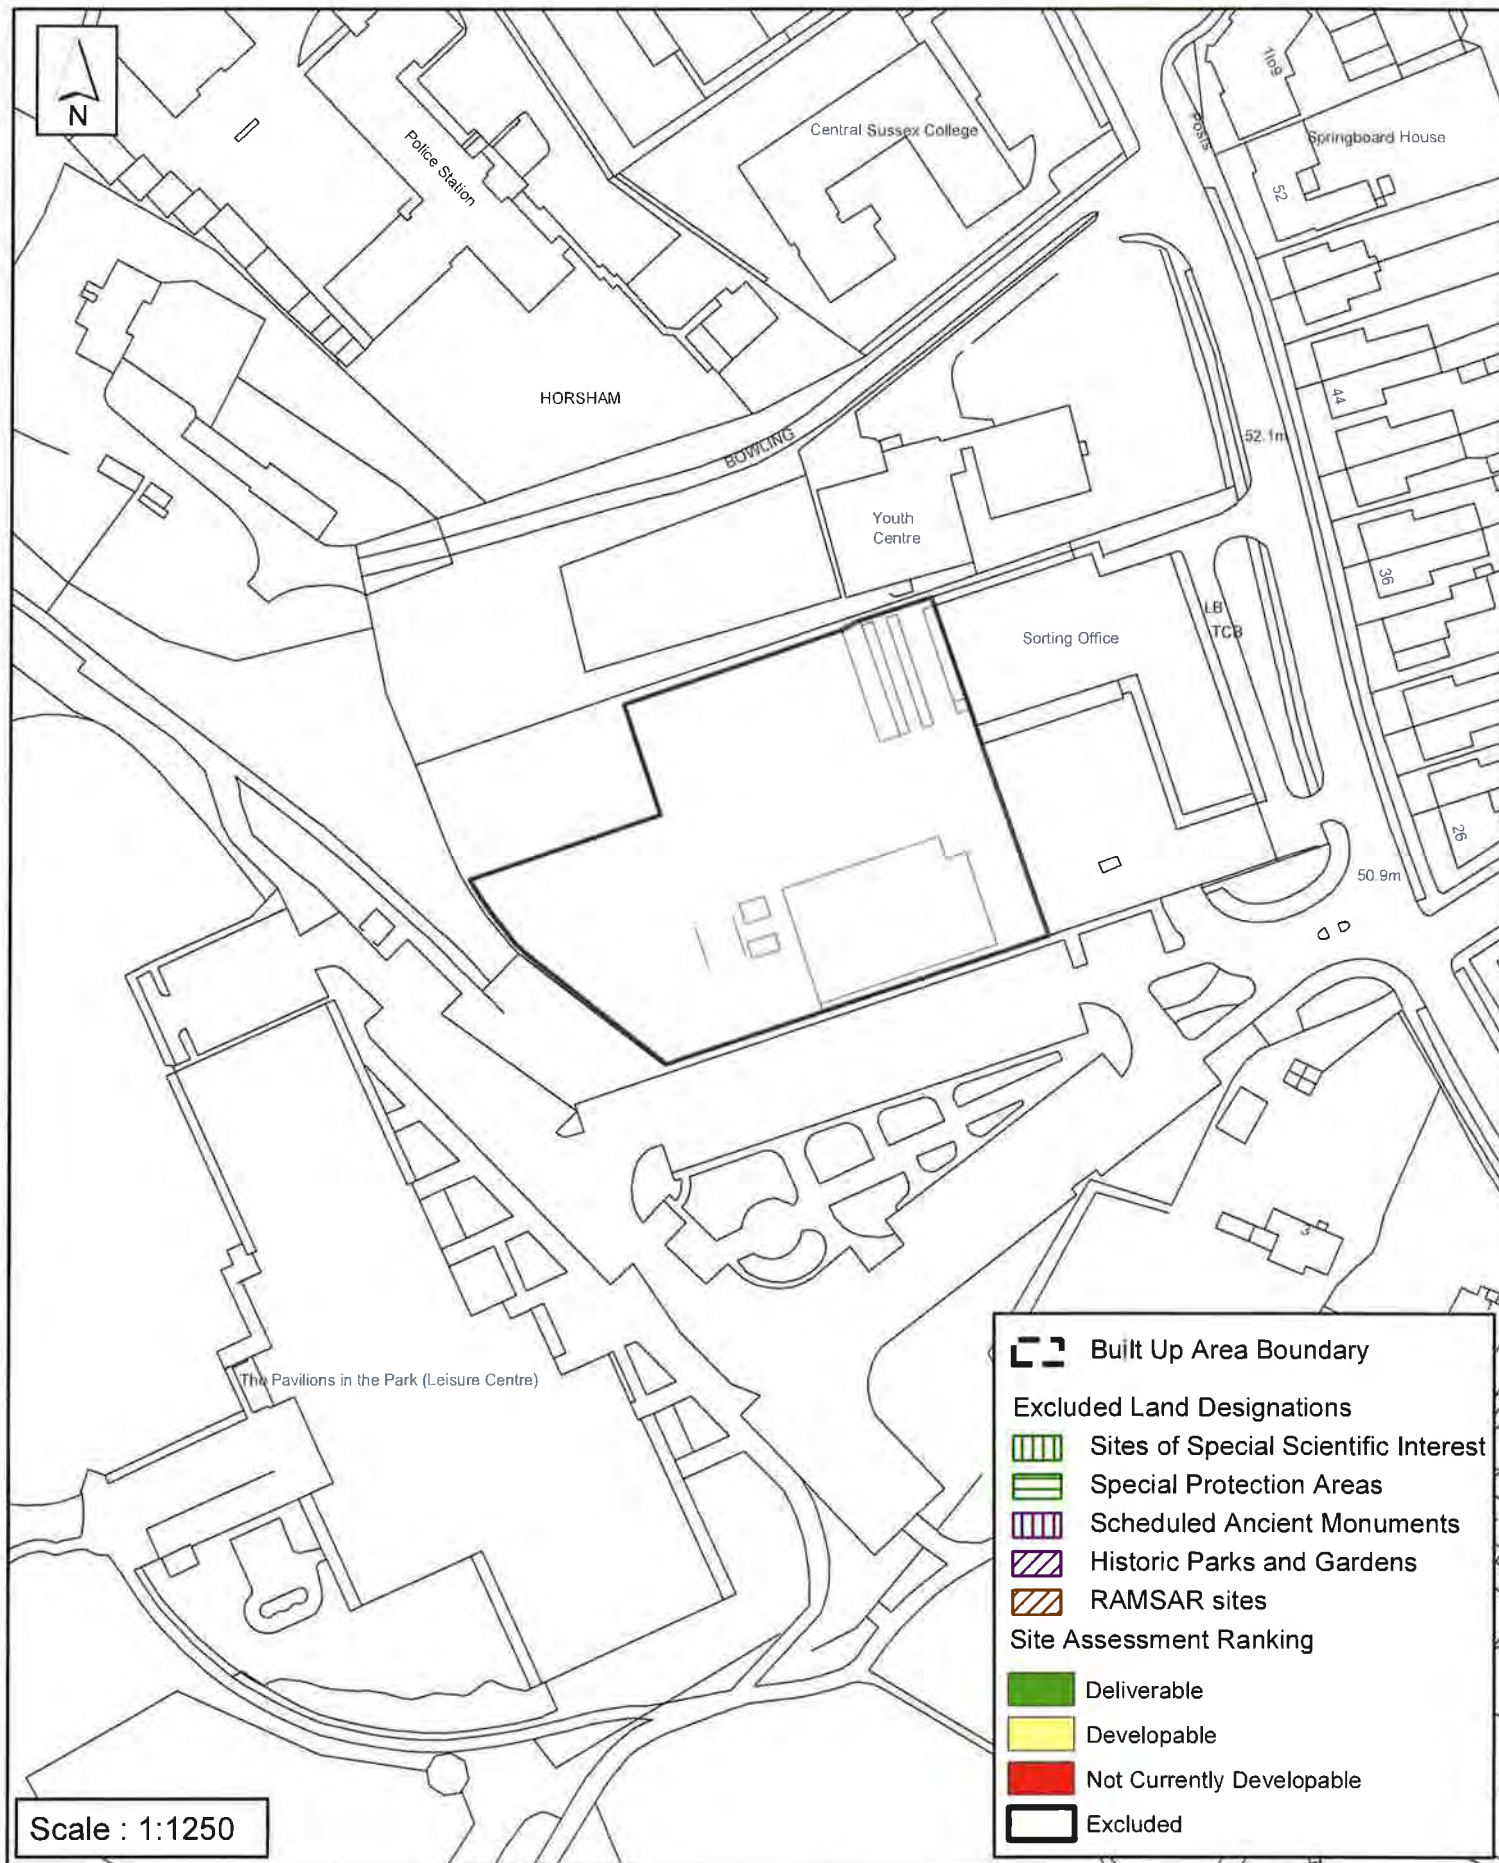 N
Police Station
Central Sussex College
1to9
Posts
Springboard House
52
HORSHAM
BOWLING
44
52.1m
Youth
Centre
36
LB
TCB
Sorting Office
26
50.9m
3
The Pavilions in the Park (Leisure Centre)
Built Up Area Boundary
Excluded Land Designations
Sites of Special Scientific Interest
Special Protection Areas
Scheduled Ancient Monuments
Historic Parks and Gardens
RAMSAR sites
Site Assessment Ranking
Deliverable
Developable
Not Currently Developable
Excluded
Scale : 1:1250